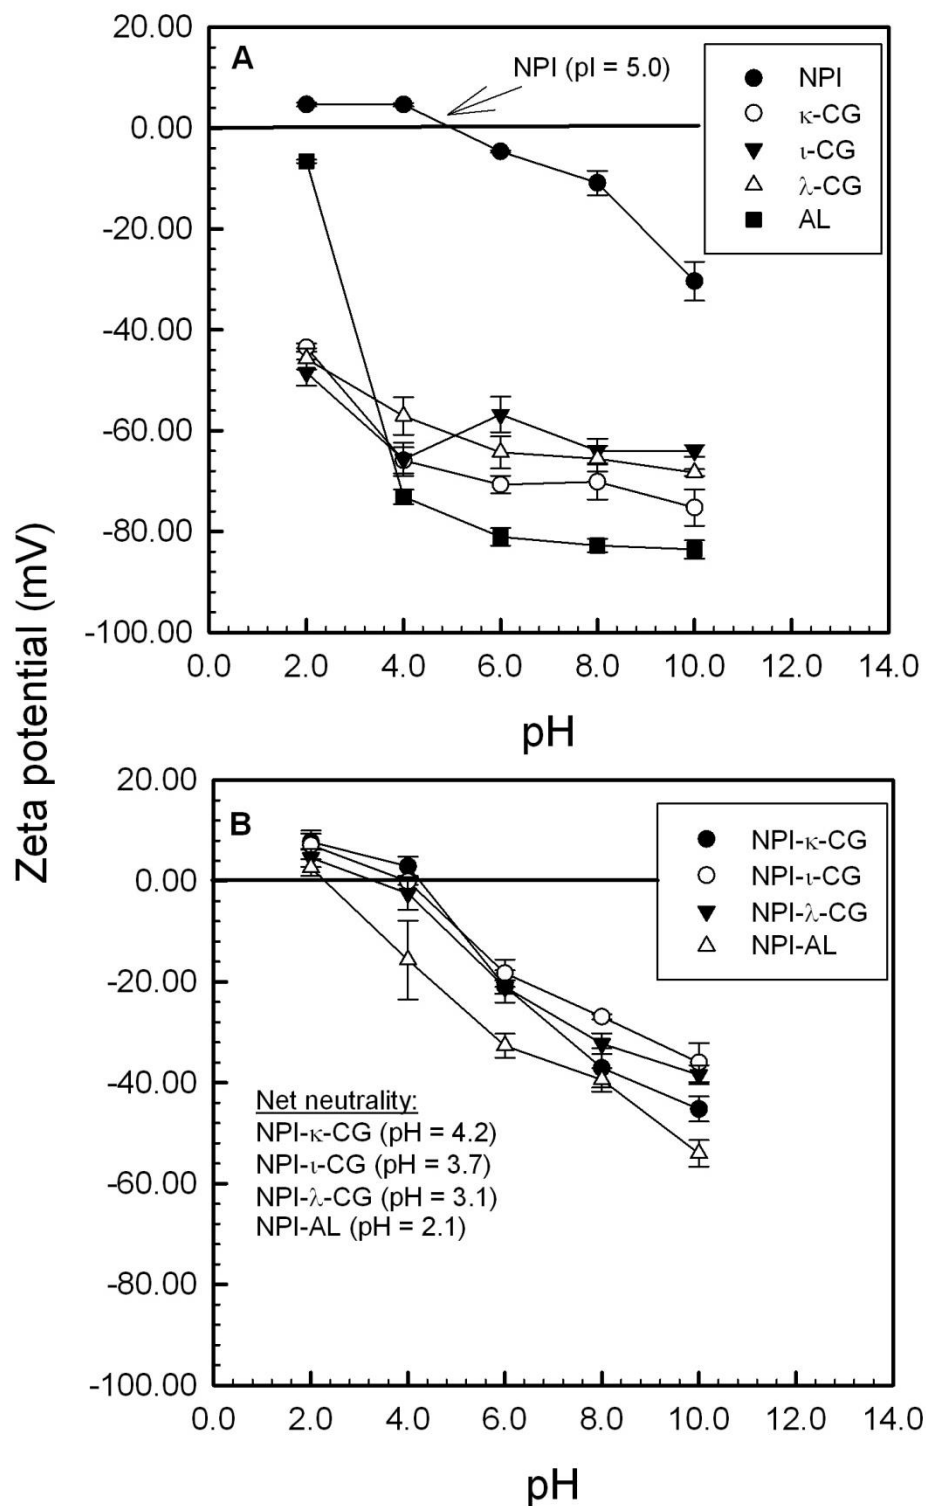 20.00
A
NPI (pI = 5.0)
NPI
κ-CG
ι-CG
λ-CG
AL
0.00
-20.00
-40.00
-60.00
-80.00
-100.00
0.0 2.0 4.0 6.0 8.0 10.0 12.0 14.0
pH
Zeta potential (mV)
20.00
B
NPI-κ-CG
NPI-ι-CG
NPI-λ-CG
NPI-AL
0.00
-20.00
-40.00
Net neutrality:
NPI-κ-CG (pH = 4.2)
NPI-ι-CG (pH = 3.7)
NPI-λ-CG (pH = 3.1)
NPI-AL (pH = 2.1)
-60.00
-80.00
-100.00
0.0 2.0 4.0 6.0 8.0 10.0 12.0 14.0
pH